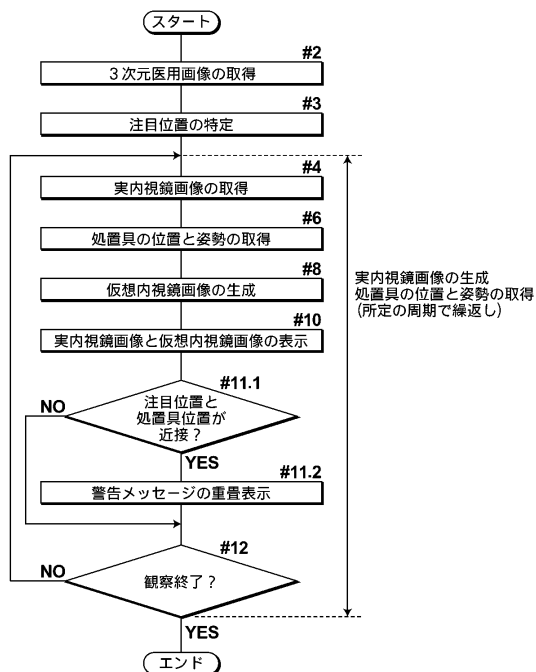 スタート
#2
3次元医用画像の取得
#3
注目位置の特定
#4
実内視鏡画像の取得
#6
処置具の位置と姿勢の取得
#8
仮想内視鏡画像の生成
#10
実内視鏡画像と仮想内視鏡画像の表示
#11.1
注目位置と
処置具位置が
近接？
NO
YES
#11.2
警告メッセージの重畳表示
#12
観察終了？
NO
YES
エンド
実内視鏡画像の生成
処置具の位置と姿勢の取得
(所定の周期で繰返し)